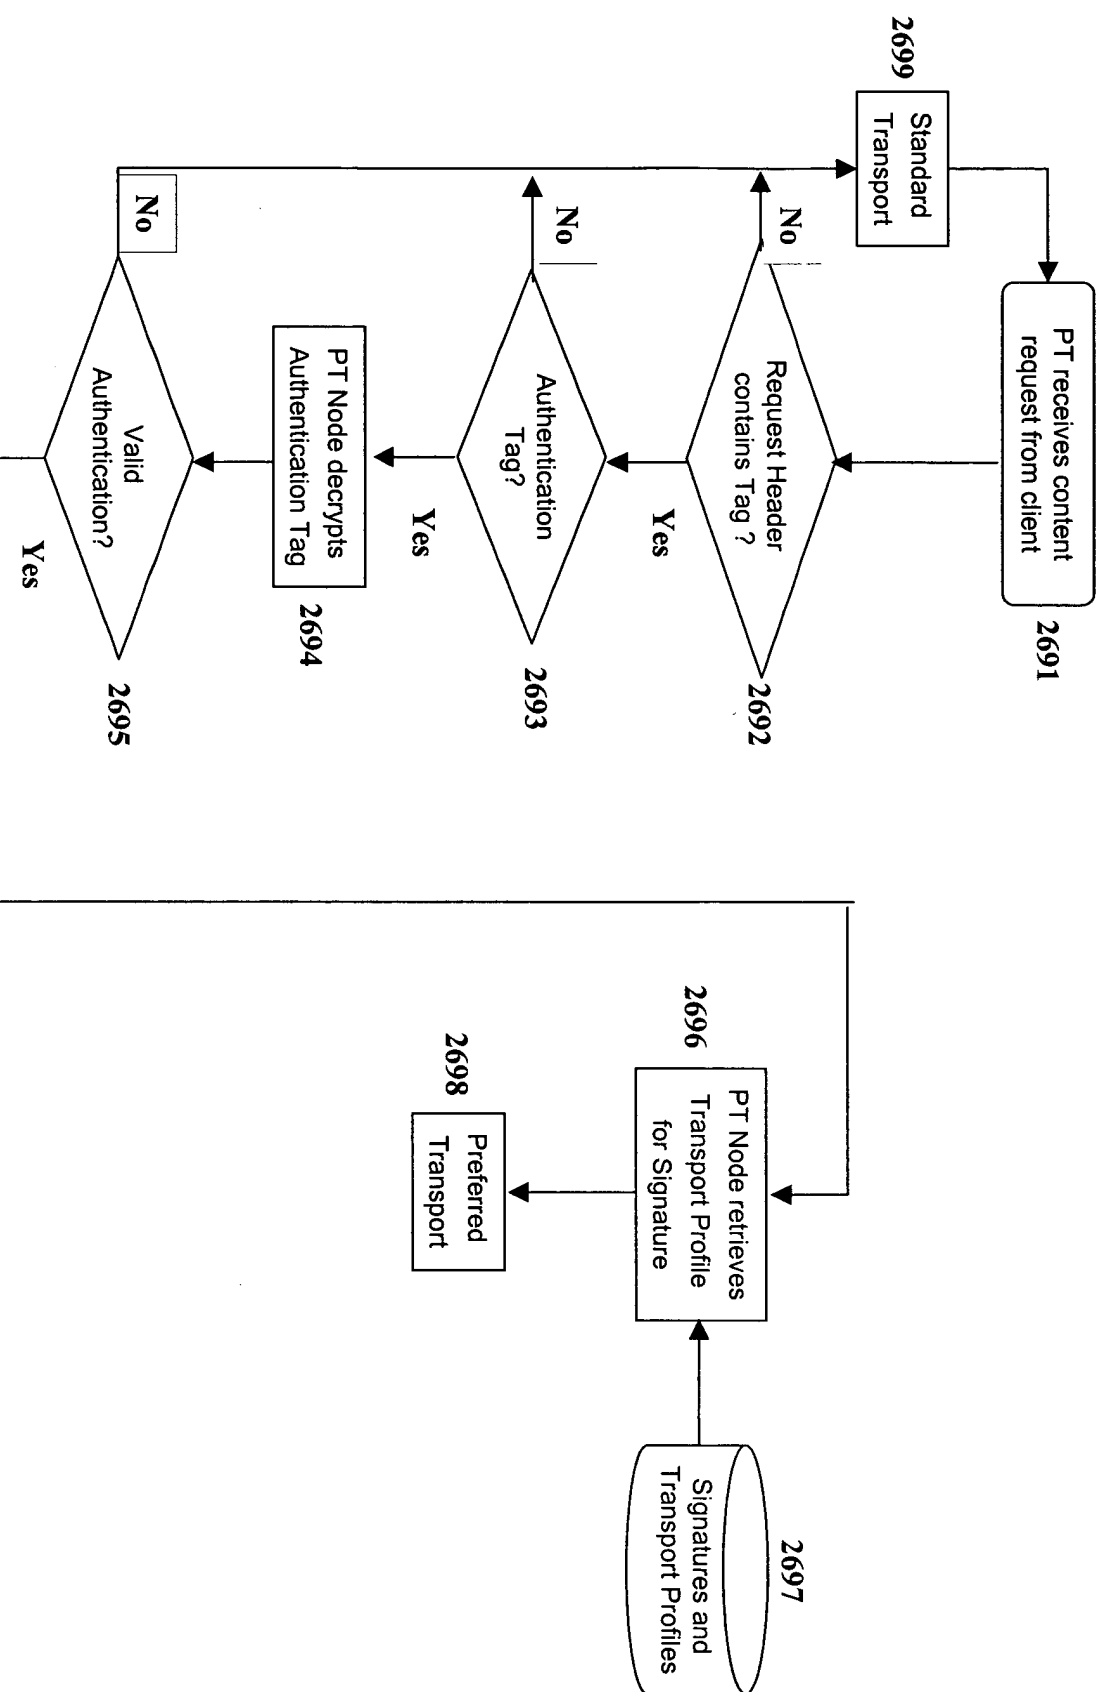 2699
Standard
Transport
PT receives content
request from client
2691
No
Request Header
contains Tag ?
2692
Yes
No
Authentication
Tag?
2693
Yes
PT Node decrypts
Authentication Tag
2694
No
Valid
Authentication?
2695
Yes
2696
PT Node retrieves
Transport Profile
for Signature
2697
Signatures and
Transport Profiles
2698
Preferred
Transport